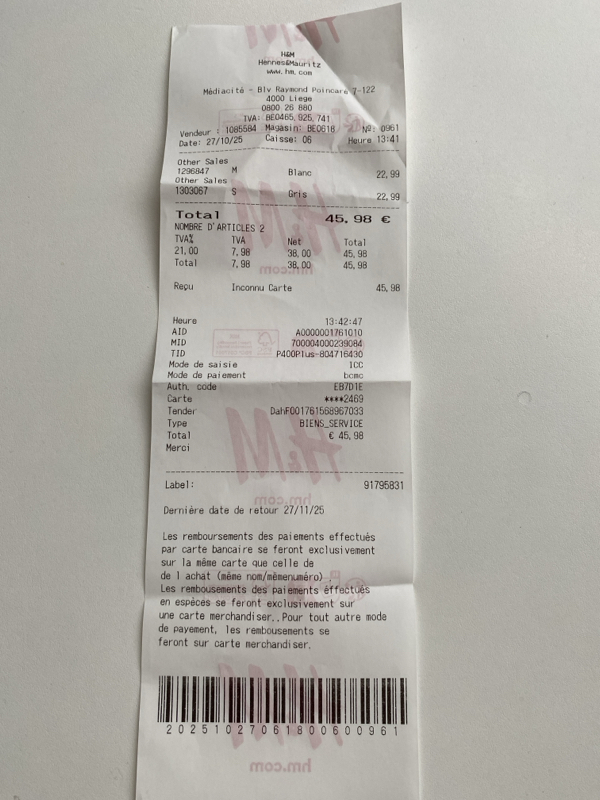 H&M
Hennes&Mauritz
www.hm.com
Médiacité - Blv Raymond Poincare 7-122
4000 Liege
0800 26 880
TVA: BE0465.925.741
Vendeur : 1085584 Magasin: BE0618 Nº: 0961
Date: 27/10/25 Caisse: 06 Heure 13:41
Other Sales
1296847 M Blanc 22,99
Other Sales
1303067 S Gris 22,99
Total 45,98 €
NOMBRE D'ARTICLES 2
TVA% TVA Net Total
21,00 7,98 38,00 45,98
Total 7,98 38,00 45,98
Reçu Inconnu Carte 45,98
Heure 13:42:47
AID A0000001761010
MID 700004000239084
TID P400Plus-804716430
Mode de saisie ICC
Mode de paiement bcmc
Auth. code EB7D1E
Carte ****2469
Tender DahF001761568967033
Type BIENS_SERVICE
Total € 45,98
Merci
Label: 91795831
Dernière date de retour 27/11/25
Les remboursements des paiements effectués
par carte bancaire se feront exclusivement
sur la même carte que celle de
de l achat (même nom/mêmenuméro) .
Les rembousements des paiements effectués
en espèces se feront exclusivement sur
une carte merchandiser..Pour tout autre mode
de payement, les rembousements se
feront sur carte merchandiser.
20251027061800600961